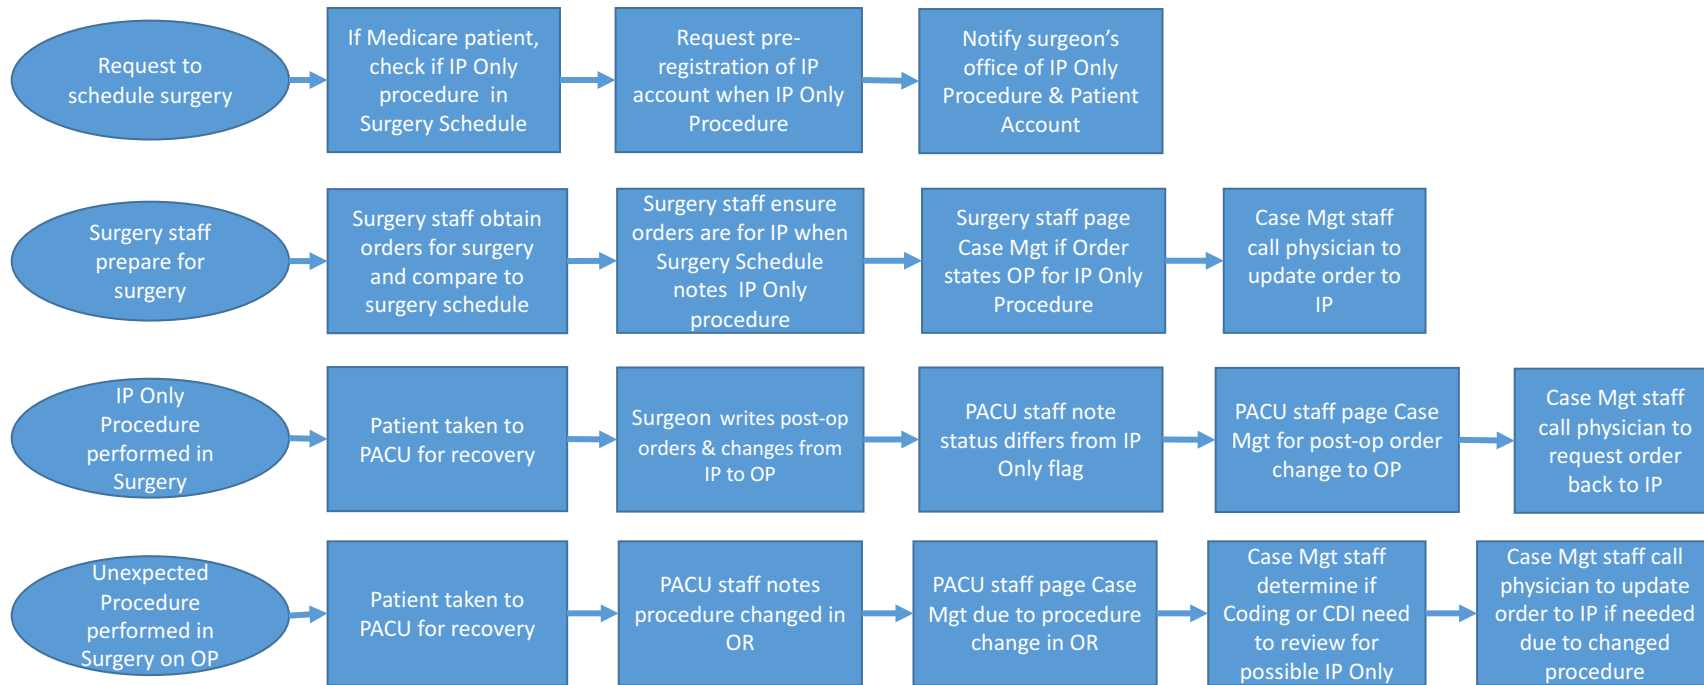 Request to
schedule surgery
If Medicare patient,
check if IP Only
procedure in
Surgery Schedule
Request pre-
registration of IP
account when IP Only
Procedure
Notify surgeon's
office of IP Only
Procedure & Patient
Account
Surgery staff
prepare for
surgery
Surgery staff obtain
orders for surgery
and compare to
surgery schedule
Surgery staff ensure
orders are for IP when
Surgery Schedule
notes IP Only
procedure
Surgery staff page
Case Mgt if Order
states OP for IP Only
Procedure
Case Mgt staff
call physician to
update order to
IP
IP Only
Procedure
performed in
Surgery
Patient taken to
PACU for recovery
Surgeon writes post-op
orders & changes from
IP to OP
PACU staff note
status differs from IP
Only flag
PACU staff page Case
Mgt for post-op order
change to OP
Case Mgt staff
call physician to
request order
back to IP
Unexpected
Procedure
performed in
Surgery on OP
Patient taken to
PACU for recovery
PACU staff notes
procedure changed in
OR
PACU staff page Case
Mgt due to procedure
change in OR
Case Mgt staff
determine if
Coding or CDI need
to review for
possible IP Only
Case Mgt staff call
physician to update
order to IP if needed
due to changed
procedure